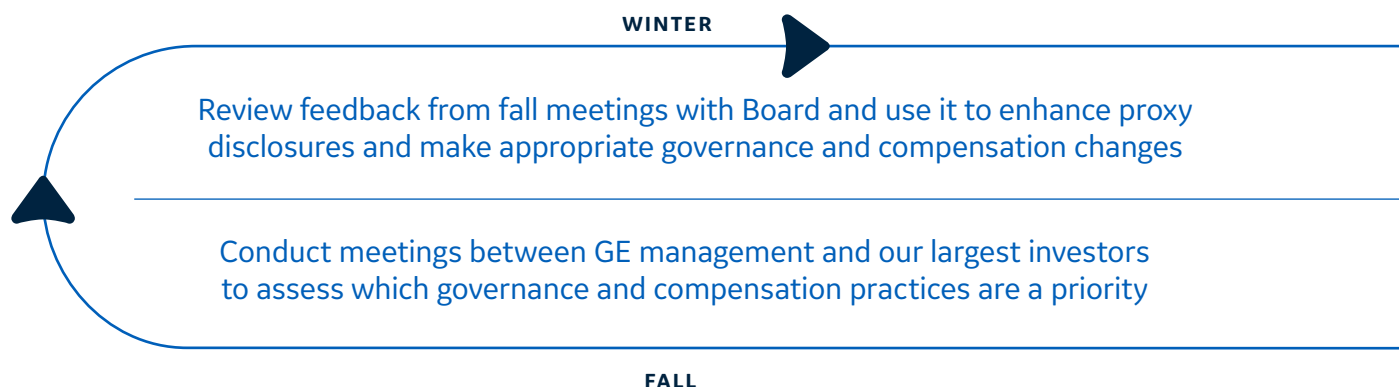 WINTER
Review feedback from fall meetings with Board and use it to enhance proxy
disclosures and make appropriate governance and compensation changes
Conduct meetings between GE management and our largest investors
to assess which governance and compensation practices are a priority
FALL